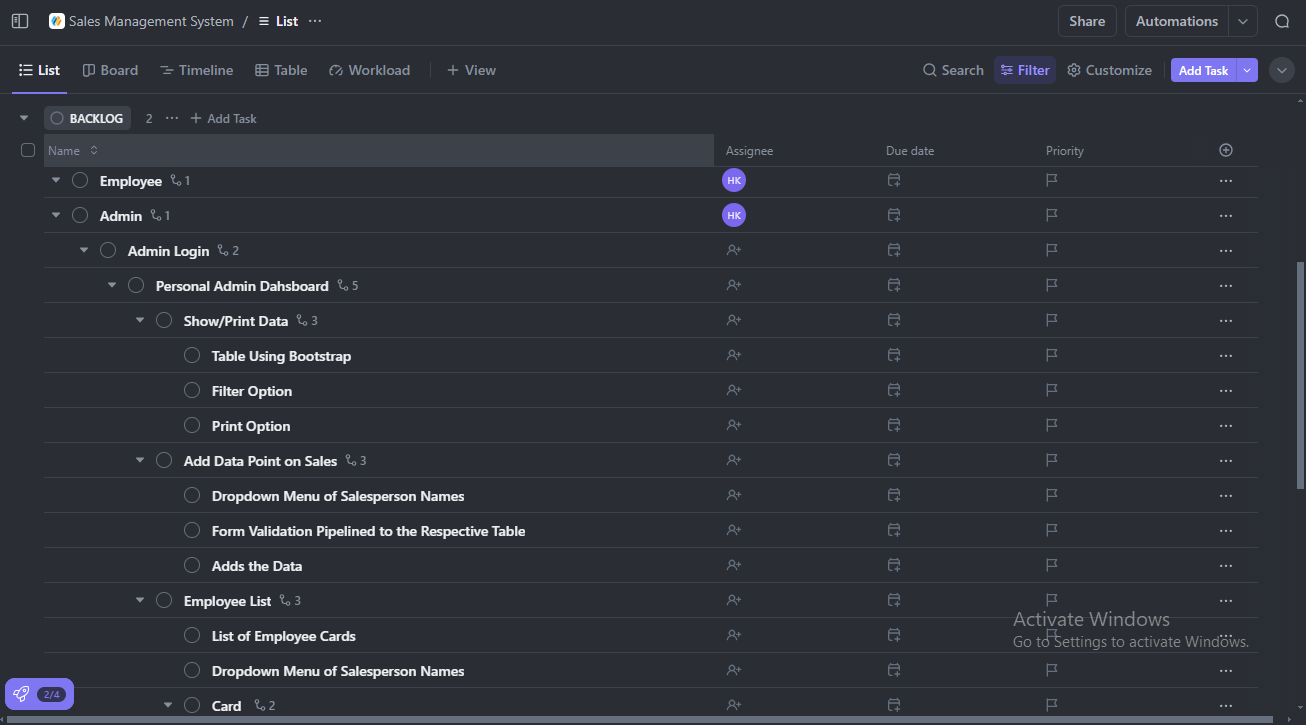 Sales Management System / List ...
Share Automations
List Board Timeline Table Workload + View Search Filter Customize Add Task
BACKLOG 2 ... + Add Task
Name Assignee Due date Priority
Employee 1 HK
Admin 1 HK
Admin Login 2
Personal Admin Dahsboard 5
Show/Print Data 3
Table Using Bootstrap
Filter Option
Print Option
Add Data Point on Sales 3
Dropdown Menu of Salesperson Names
Form Validation Pipelined to the Respective Table
Adds the Data
Employee List 3
Activate Windows
List of Employee Cards
Go to Settings to activate Windows.
Dropdown Menu of Salesperson Names
2/4
Card 2